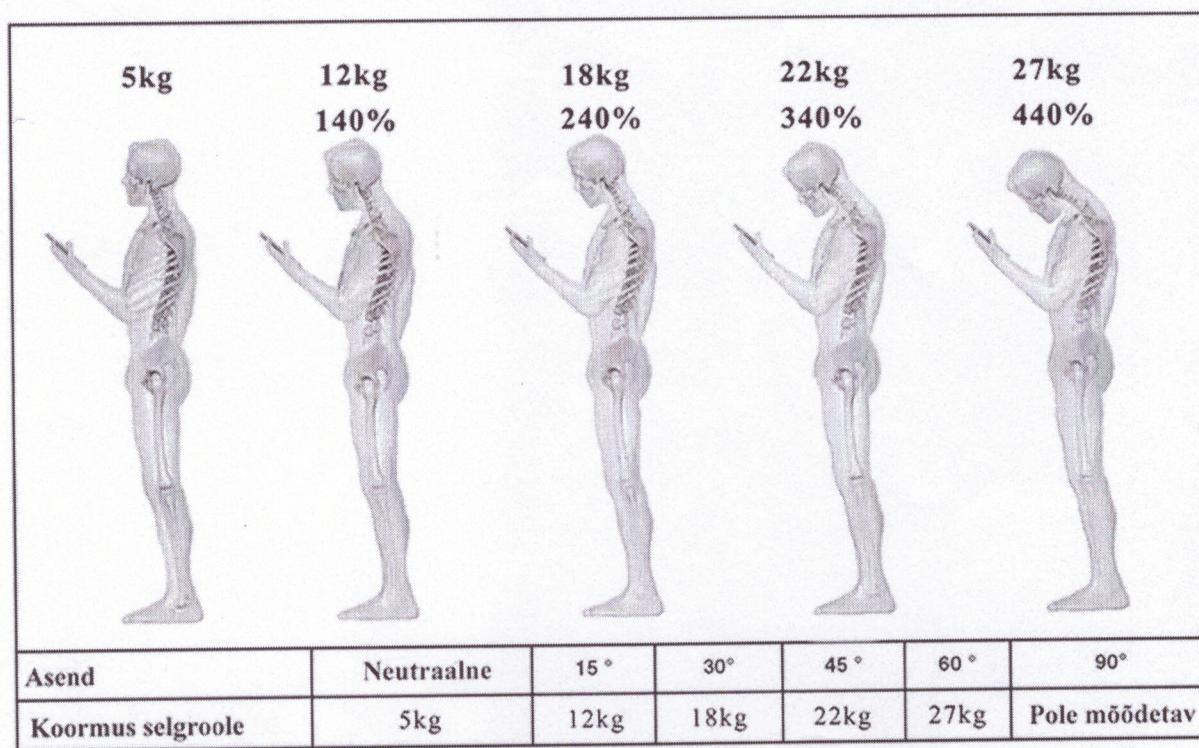 5kg 12kg 18kg 22kg 27kg
140% 240% 340% 440%
Asend Neutraalne 15 ° 30° 45 ° 60 ° 90°
Koormus selgroole 5kg 12kg 18kg 22kg 27kg Pole mõõdetav